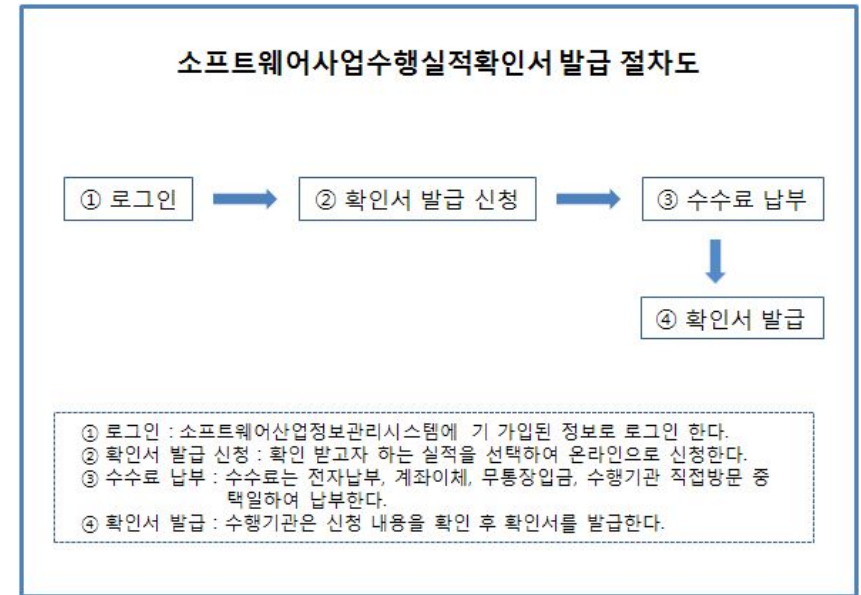 소프트웨어사업수행실적확인서 발급 절차도
① 로그인
② 확인서 발급 신청
③ 수수료 납부
④ 확인서 발급
① 로그인 : 소프트웨어산업정보관리시스템에 기 가입된 정보로 로그인 한다.
② 확인서 발급 신청 : 확인 받고자 하는 실적을 선택하여 온라인으로 신청한다.
③ 수수료 납부 : 수수료는 전자납부, 계좌이체, 무통장입금, 수행기관 직접방문 중
택일하여 납부한다.
④ 확인서 발급 : 수행기관은 신청 내용을 확인 후 확인서를 발급한다.